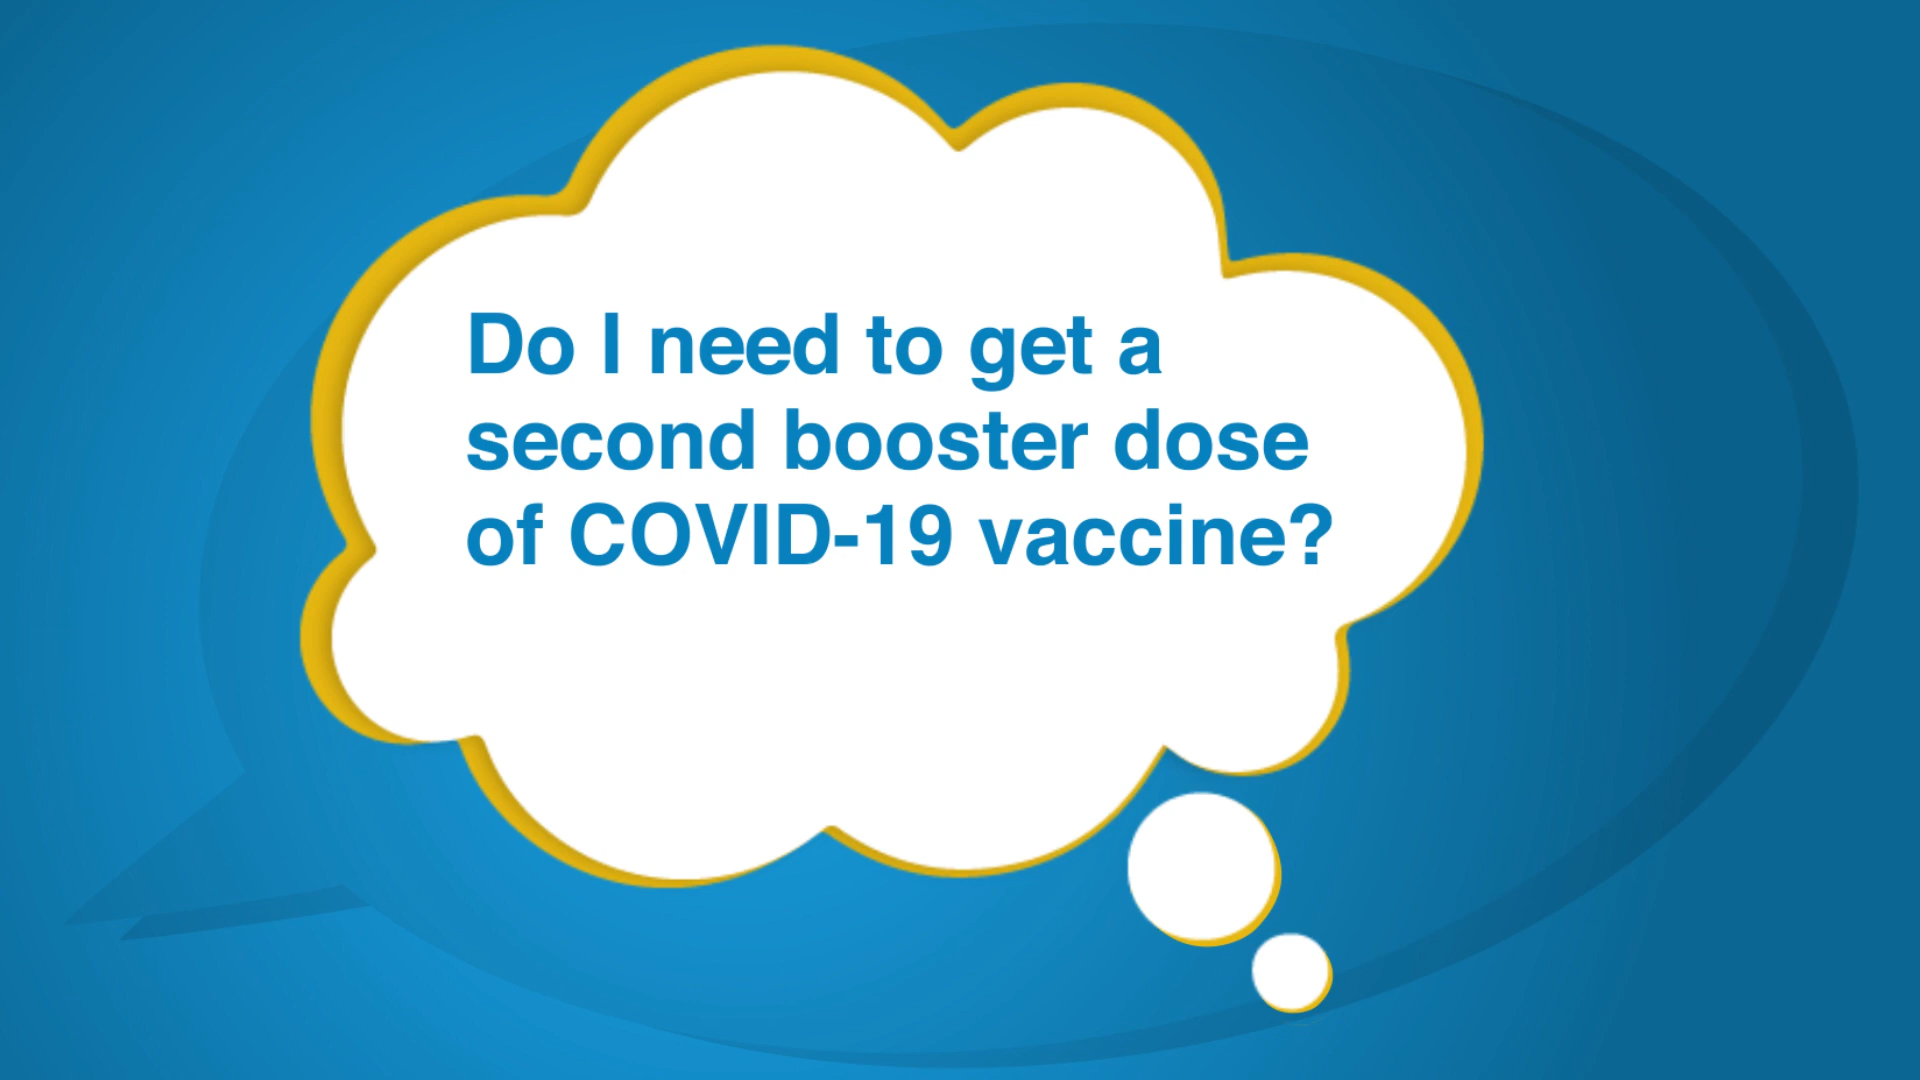 Do I need to get a
second booster dose
of COVID-19 vaccine?